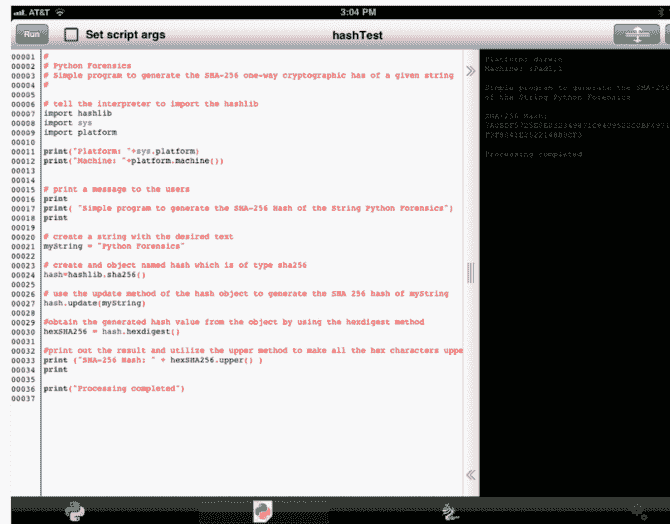 AT&T
3:04 PM
Run
Set script args
hashTest
00001 #
00002 # Python Forensics
00003 # Simple program to generate the SHA-256 one-way cryptographic has of a given string
00004 #
00005
00006 # tell the interpreter to import the hashlib
00007 import hashlib
00008 import sys
00009 import platform
00010
00011 print("Platform: "+sys.platform)
00012 print("Machine: "+platform.machine())
00013
00014
00015 # print a message to the users
00016 print
00017 print( "Simple program to generate the SHA-256 Hash of the String Python Forensics")
00018 print
00019
00020 # create a string with the desired text
00021 myString = "Python Forensics"
00022
00023 # create and object named hash which is of type sha256
00024 hash=hashlib.sha256()
00025
00026 # use the update method of the hash object to generate the SHA 256 hash of myString
00027 hash.update(myString)
00028
00029 #obtain the generated hash value from the object by using the hexdigest method
00030 hexSHA256 = hash.hexdigest()
00031
00032 #print out the result and utilize the upper method to make all the hex characters uppe
00033 print ("SHA-256 Hash: " + hexSHA256.upper() )
00034 print
00035
00036 print("Processing completed")
00037
Platform: darwin
Machine: iPad1,1
Simple program to generate the SHA-256
of the String Python Forensics
SHA-256 Hash:
Processing completed